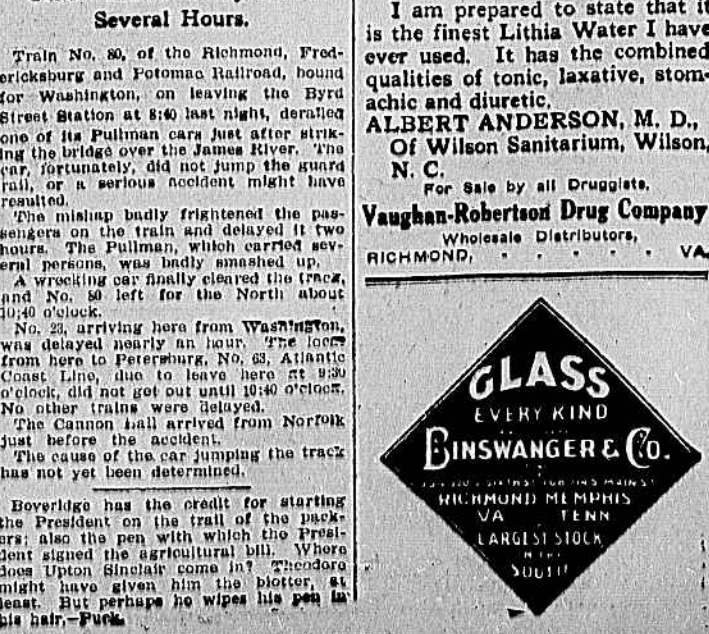 Several Hours.
Train No. 80, of the Richmond, Fred-
ericksburg and Potomac Railroad, bound
for Washington, on leaving the Byrd
Street Station at 8:40 last night, derailed
one of its Pullman cars just after strik-
ing the bridge over the James River. The
car, fortunately, did not jump the guard
rail, or a serious accident might have
resulted.
The mishap badly frightened the pas-
sengers on the train and delayed it two
hours. The Pullman, which carried sev-
eral persons, was badly smashed up.
A wrecking car finally cleared the track,
and No. 80 left for the North about
10:40 o'clock.
No. 23, arriving here from Washington,
was delayed nearly an hour. The
from here to Petersburg, No. 63, Atlantic
Coast Line, due to leave here at 9:30
o'clock, did not get out until 10:40 o'clock.
No other trains were delayed.
The Cannon Ball arrived from Norfolk
just before the accident.
The cause of the car jumping the track
has not yet been determined.
Boveridge has the credit for starting
the President on the trail of the pack-
ers; also the pen with which the Presi-
dent signed the agricultural bill. Where
does Upton Sinclair come in? Theodore
might have given him the blotter, at
least. But perhaps he wipes his pen in
his hair.—Puck.
I am prepared to state that it
is the finest Lithia Water I have
ever used. It has the combined
qualities of tonic, laxative, stom-
achic and diuretic.
ALBERT ANDERSON, M. D.,
Of Wilson Sanitarium, Wilson,
N. C.
For Sale by all Druggists.
Vaughan-Robertson Drug Company
Wholesale Distributors,
RICHMOND, - - - - - VA.
GLASS
EVERY KIND
BINSWANGER & CO.
RICHMOND MEMPHIS
VA TENN
LARGEST STOCK
IN THE
SOUTH